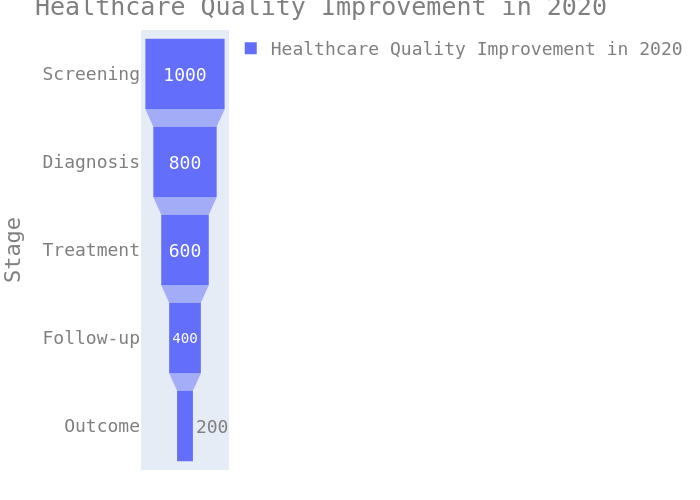 Healthcare Quality Improvement in 2020
Healthcare Quality Improvement in 2020
Stage
Screening
1000
Diagnosis
800
Treatment
600
Follow-up
400
Outcome
200